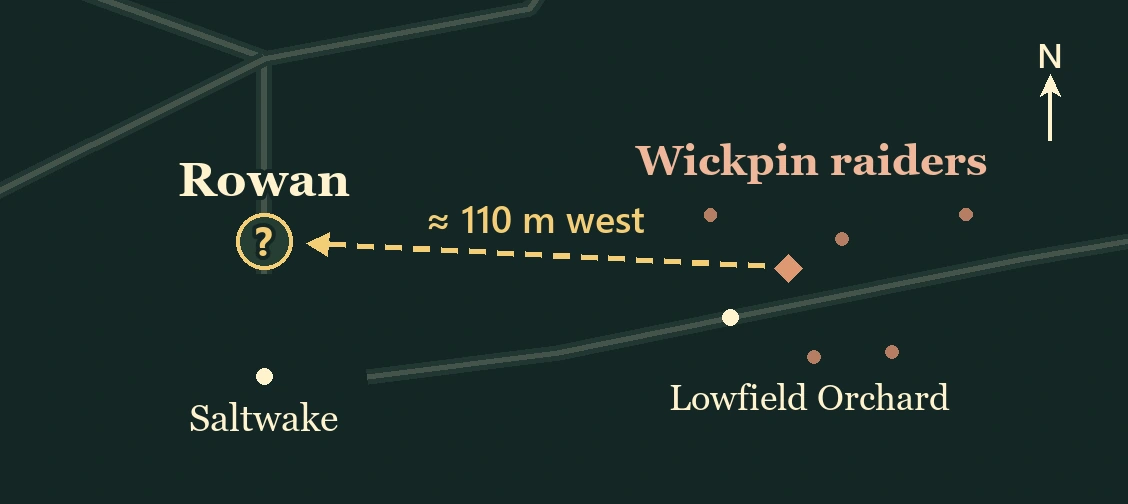 N
Wickpin raiders
Rowan
≈ 110 m west
?
Saltwake
Lowfield Orchard